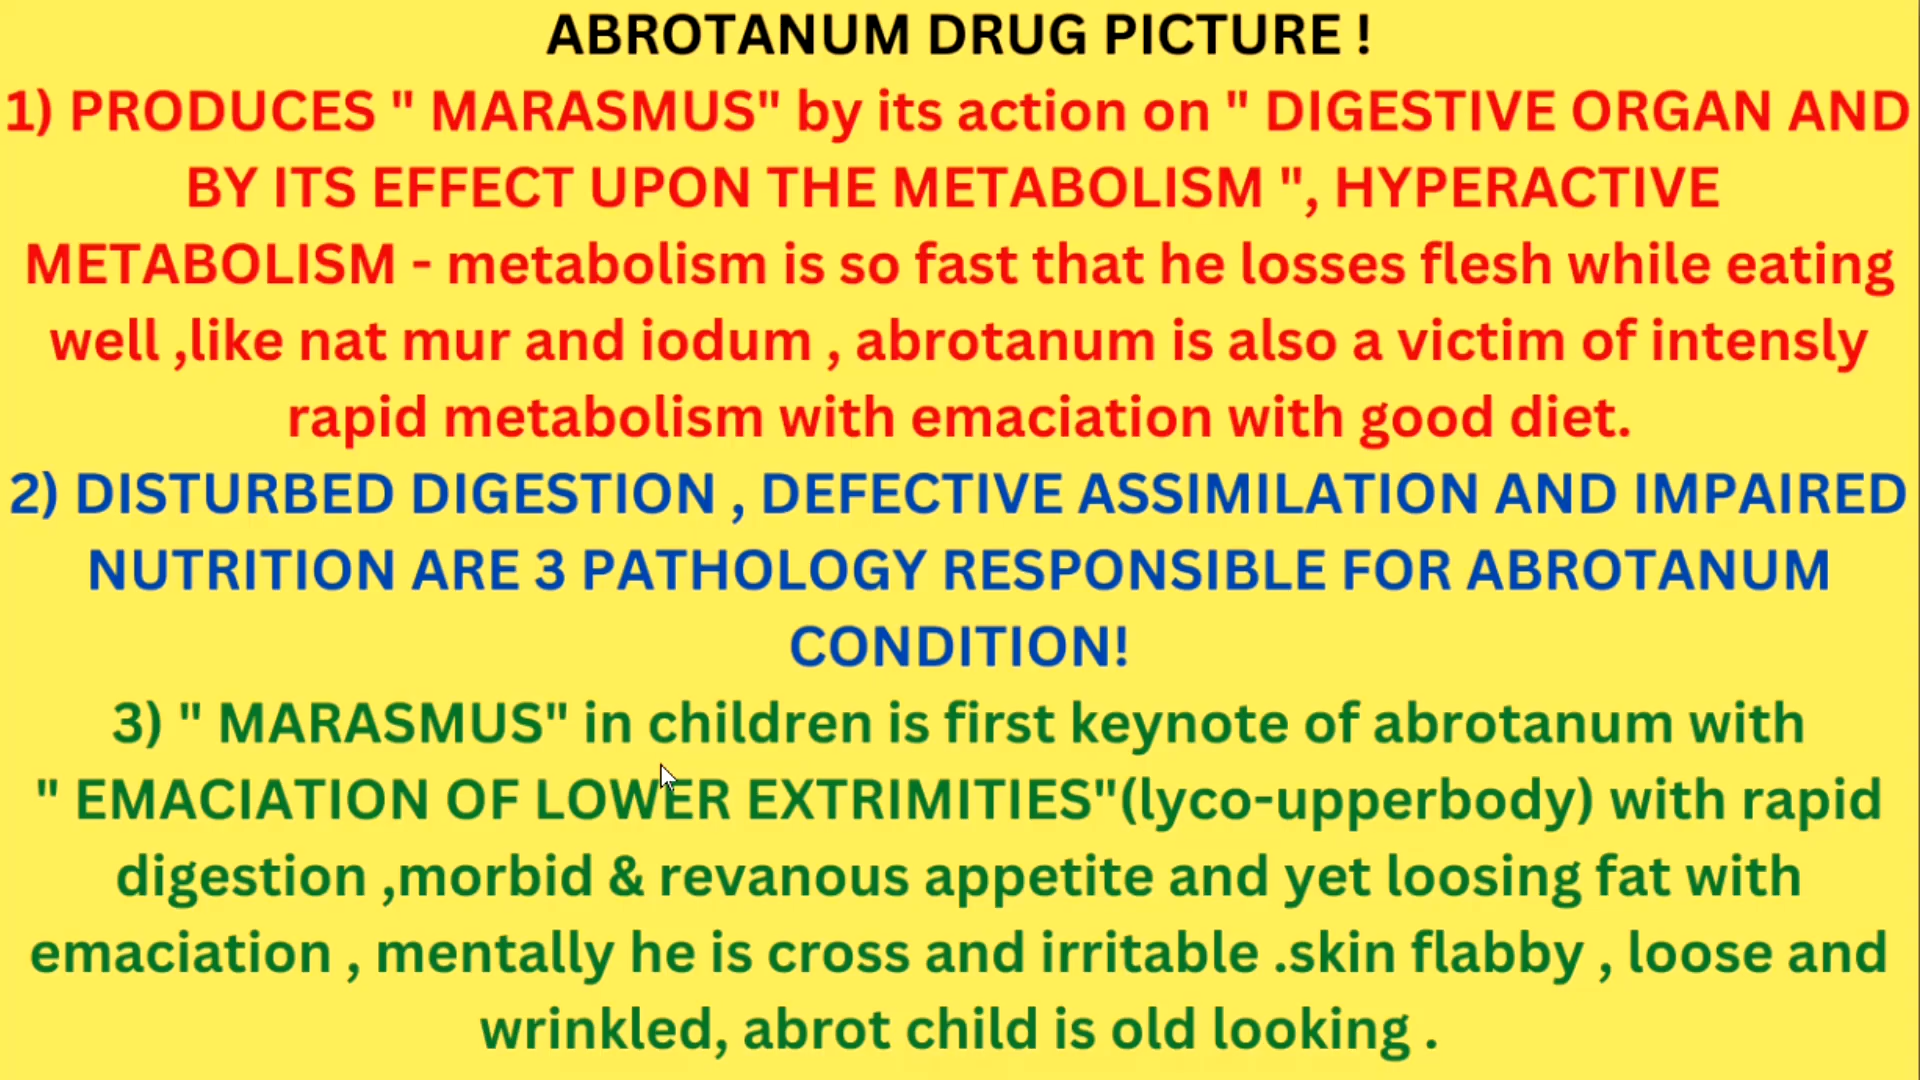 ABROTANUM DRUG PICTURE !
1) PRODUCES " MARASMUS" by its action on " DIGESTIVE ORGAN AND
BY ITS EFFECT UPON THE METABOLISM ", HYPERACTIVE
METABOLISM - metabolism is so fast that he losses flesh while eating
well ,like nat mur and iodum , abrotanum is also a victim of intensly
rapid metabolism with emaciation with good diet.
2) DISTURBED DIGESTION , DEFECTIVE ASSIMILATION AND IMPAIRED
NUTRITION ARE 3 PATHOLOGY RESPONSIBLE FOR ABROTANUM
CONDITION!
3) " MARASMUS" in children is first keynote of abrotanum with
" EMACIATION OF LOWER EXTRIMITIES"(lyco-upperbody) with rapid
digestion ,morbid & revanous appetite and yet loosing fat with
emaciation , mentally he is cross and irritable .skin flabby , loose and
wrinkled, abrot child is old looking .